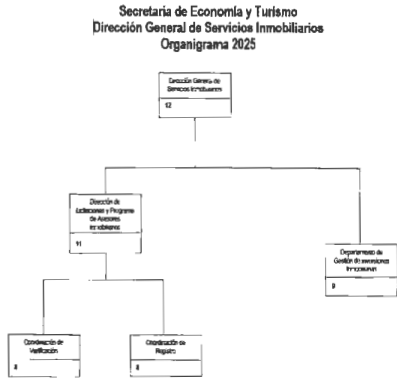 Secretaria de Economía y Turismo
Dirección General de Servicios Inmobiliarios
Organigrama 2025
Dirección General de
Servicios Inmobiliarios
12
Dirección de
Licitaciones y Programa
de Asesores
Inmobiliarios
11
Departamento de
Gestión de Inversiones
Inmobiliarias
9
Coordinación de
Verificación
8
Coordinación de
Registro
8